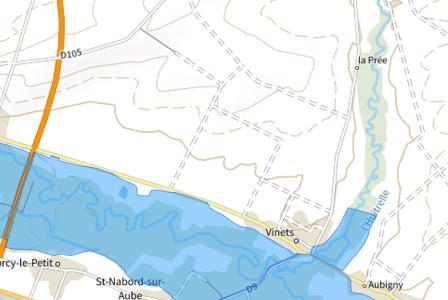 D105
la Prée
l'Huitrelle
Vinets
rcy-le-Petit
St-Nabord-sur-
Aube
D9
Aubigny